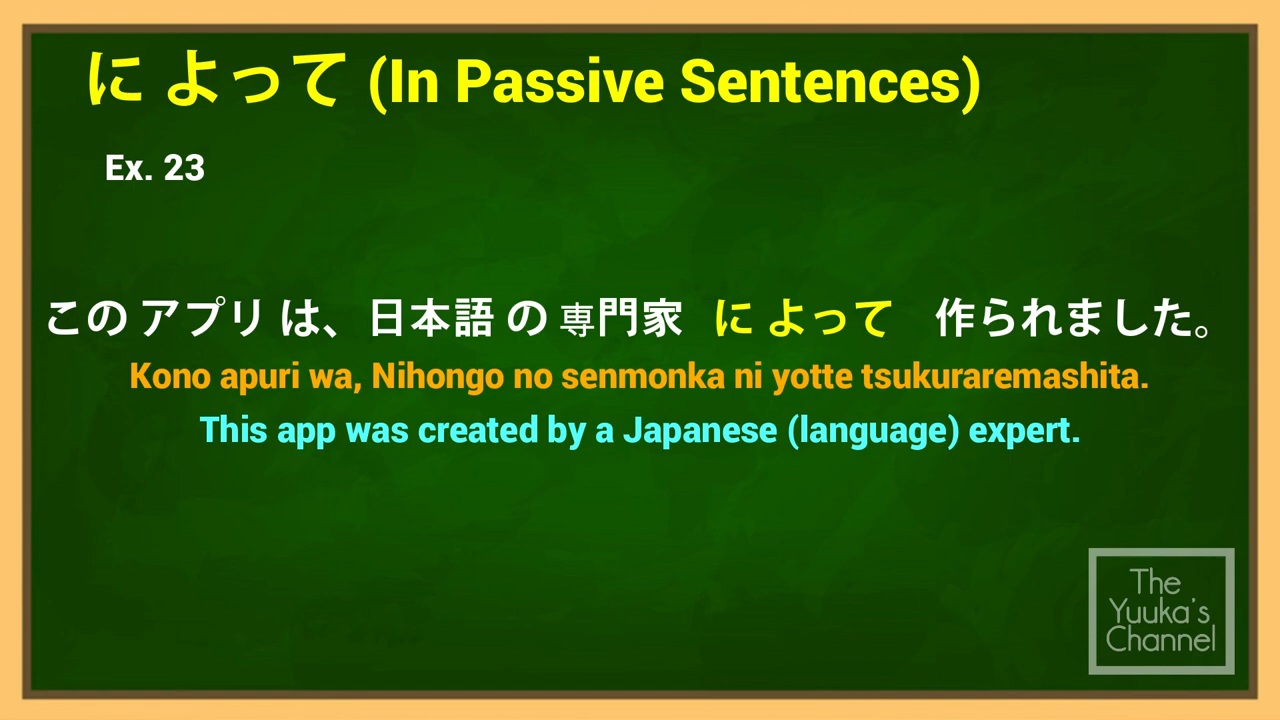 に よって (In Passive Sentences)
Ex. 23
この アプリ は、日本語 の 専門家 に よって 作られました。
Kono apuri wa, Nihongo no senmonka ni yotte tsukuraremashita.
This app was created by a Japanese (language) expert.
The
Yuuka's
Channel